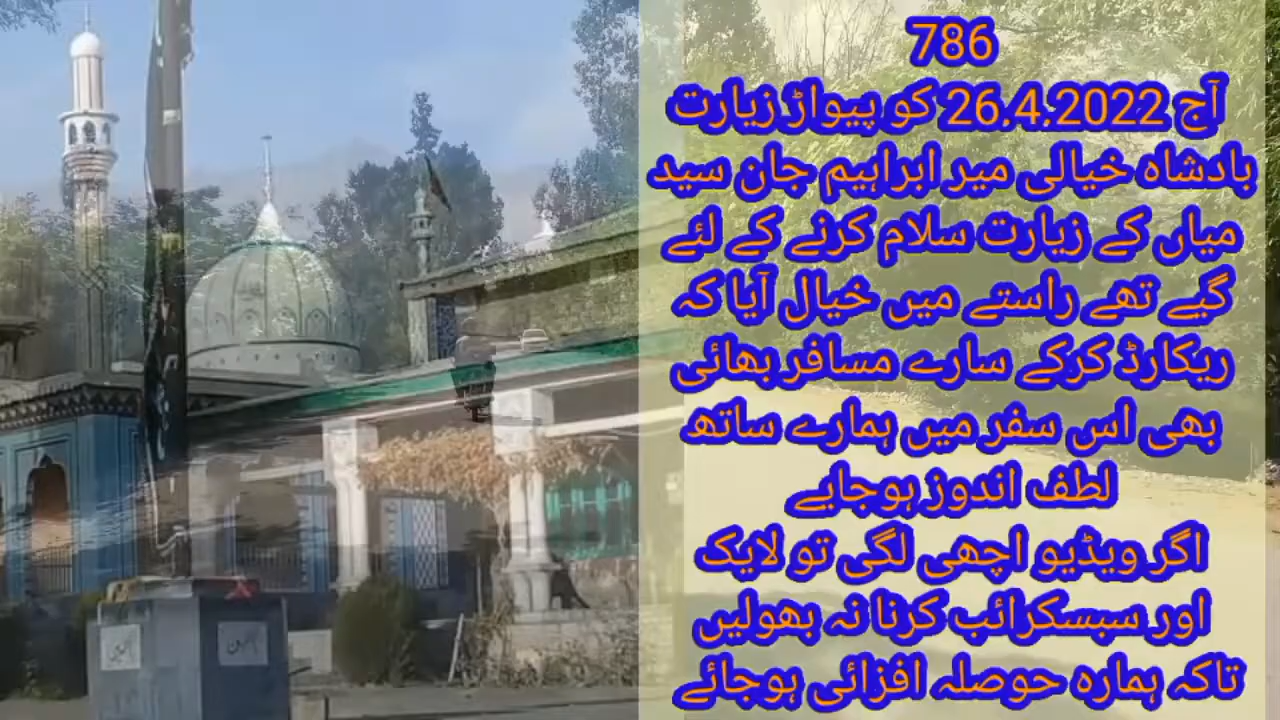 786
آج 26.4.2022 کو پیواڑ زیارت
بادشاہ خیالی میر ابراہیم جان سید
میاں کے زیارت سلام کرنے کے لئے
گیے تھے راستے میں خیال آیا کہ
ریکارڈ کرکے سارے مسافر بھائی
بھی اس سفر میں ہمارے ساتھ
لطف اندوز ہوجایے
اگر ویڈیو اچھی لگی تو لایک
اور سبسکرائب کرنا نہ بھولیں
تاکہ ہمارہ حوصلہ افزائی ہوجائے